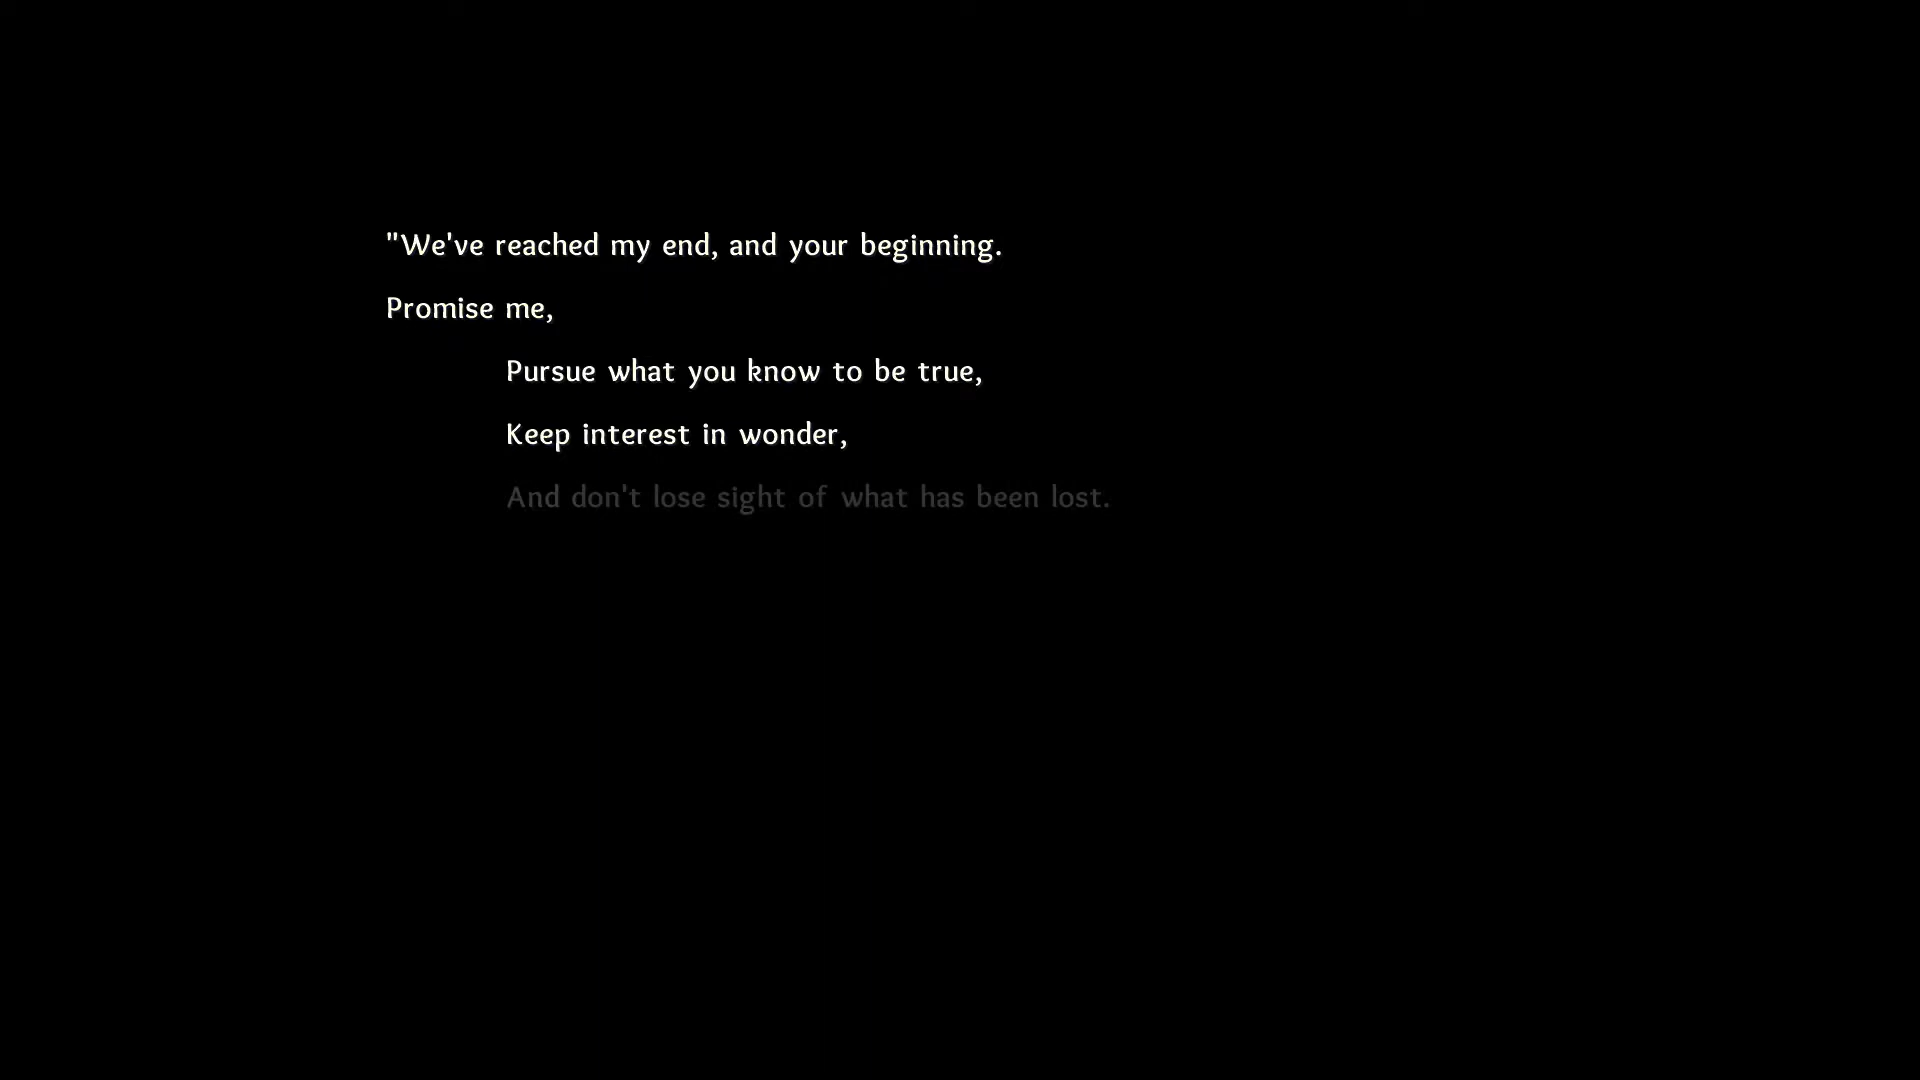 "We've reached my end, and your beginning.
Promise me,
Pursue what you know to be true,
Keep interest in wonder,
And don't lose sight of what has been lost.